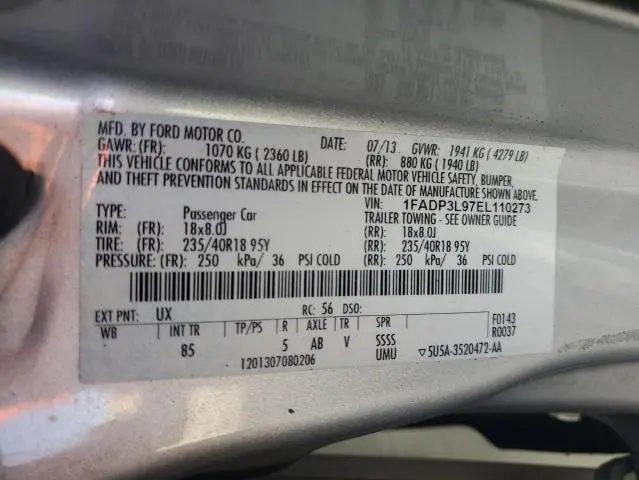 MFD. BY FORD MOTOR CO. DATE: 07/13 GVWR: 1941 KG ( 4279 LB)
GAWR: (FR): 1070 KG ( 2360 LB) (RR): 880 KG ( 1940 LB)
THIS VEHICLE CONFORMS TO ALL APPLICABLE FEDERAL MOTOR VEHICLE SAFETY, BUMPER,
AND THEFT PREVENTION STANDARDS IN EFFECT ON THE DATE OF MANUFACTURE SHOWN ABOVE.
VIN: 1FADP3L97EL110273
TYPE: Passenger Car TRAILER TOWING - SEE OWNER GUIDE
RIM: (FR): 18x8.0J (RR): 18x8.0J
TIRE: (FR): 235/40R18 95Y (RR): 235/40R18 95Y
PRESSURE: (FR): 250 kPa/ 36 PSI COLD (RR): 250 kPa/ 36 PSI COLD
EXT PNT: UX RC: 56 DSO: F0143
WB INT TR TP/PS R AXLE TR SPR R0037
85 5 AB V SSSS
1201307080206 UMU ▽5U5A-3520472-AA